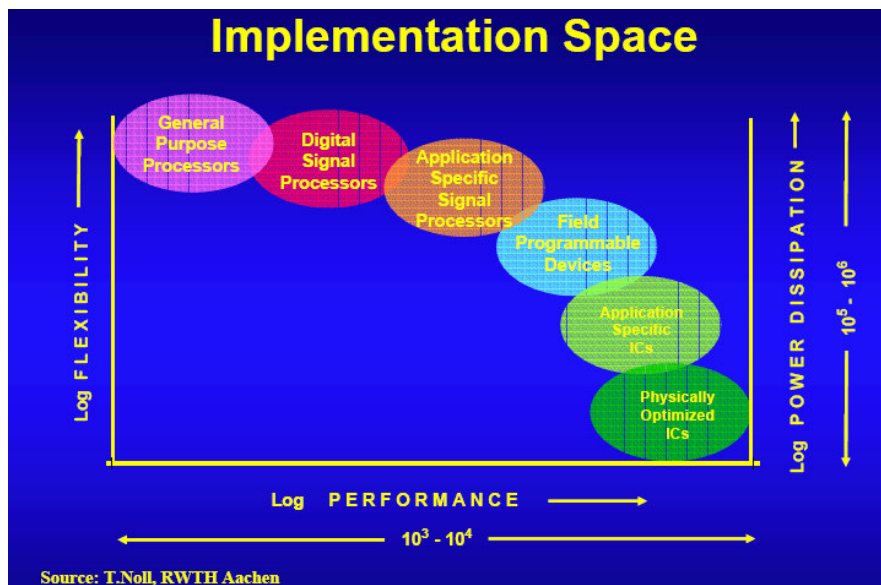 Implementation Space
General
Purpose
Processors
Digital
Signal
Processors
Application
Specific
Signal
Processors
Field
Programmable
Devices
Application
Specific
ICs
Physically
Optimized
ICs
Log FLEXIBILITY
Log POWER DISSIPATION
10⁵ - 10⁶
Log PERFORMANCE
10³ - 10⁴
Source: T.Noll, RWTH Aachen